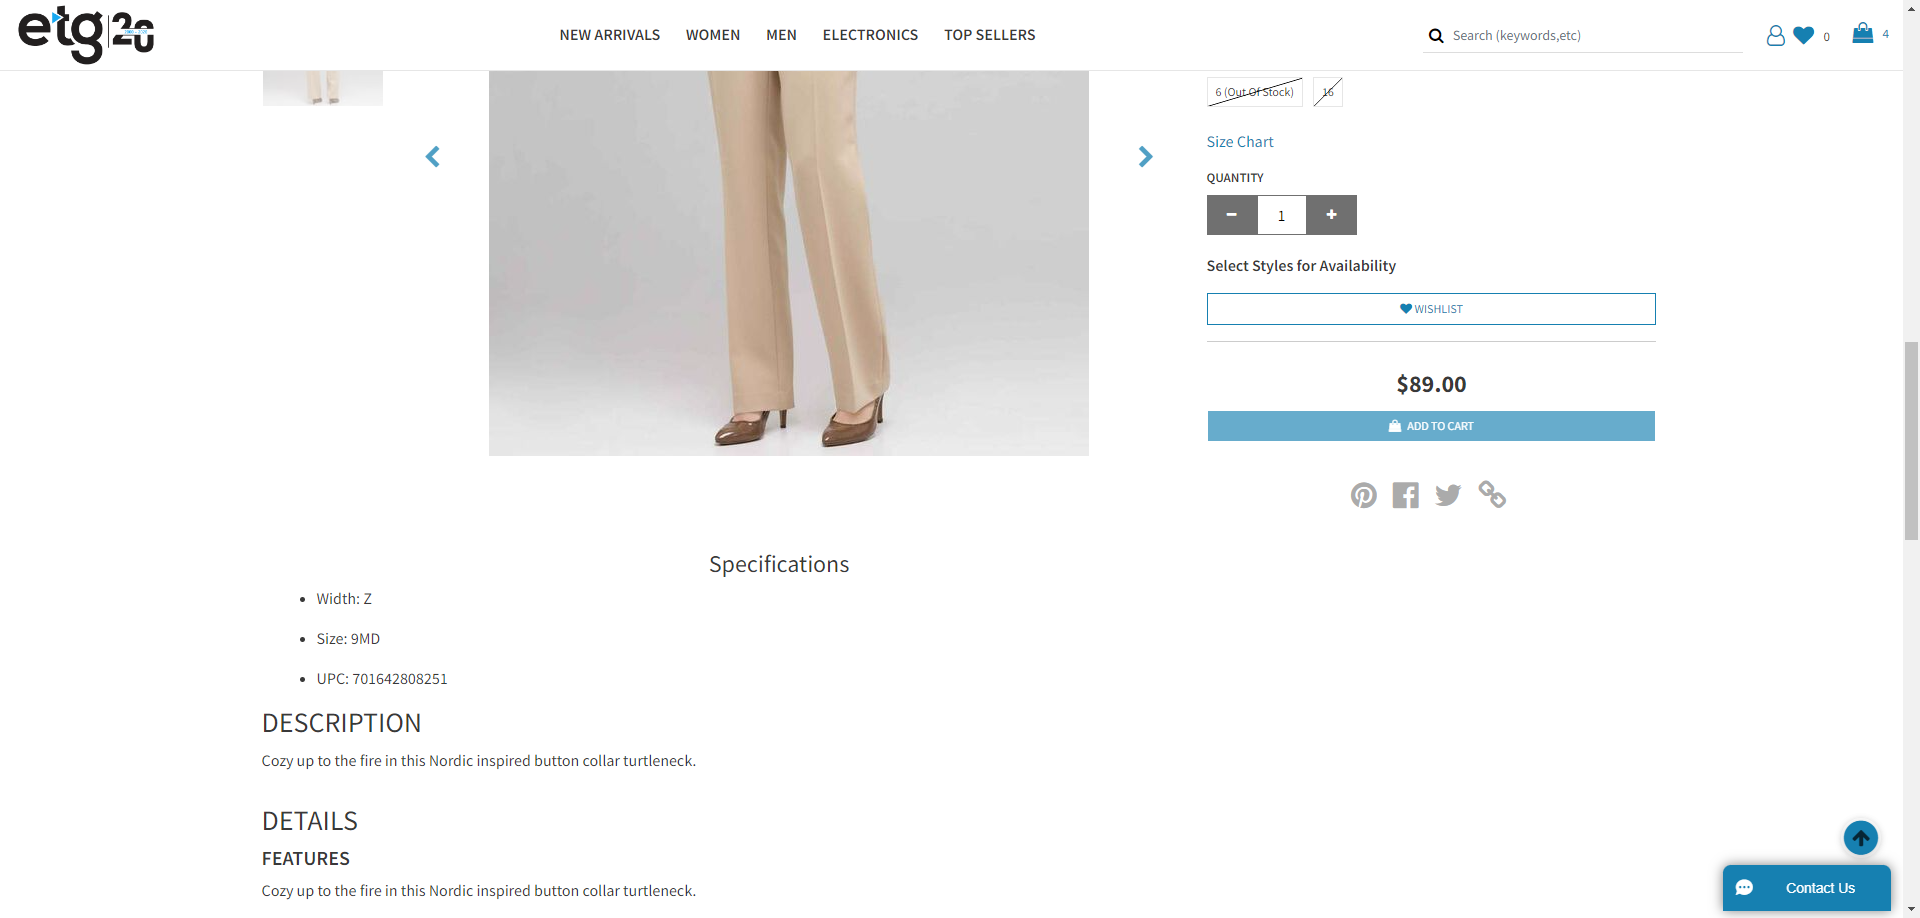 etg 20
NEW ARRIVALS WOMEN MEN ELECTRONICS TOP SELLERS
Search (keywords,etc)
0
4
6 (Out Of Stock) 16
Size Chart
QUANTITY
− 1 +
Select Styles for Availability
WISHLIST
$89.00
ADD TO CART
Specifications
• Width: Z
• Size: 9MD
• UPC: 701642808251
DESCRIPTION
Cozy up to the fire in this Nordic inspired button collar turtleneck.
DETAILS
FEATURES
Cozy up to the fire in this Nordic inspired button collar turtleneck.
Contact Us